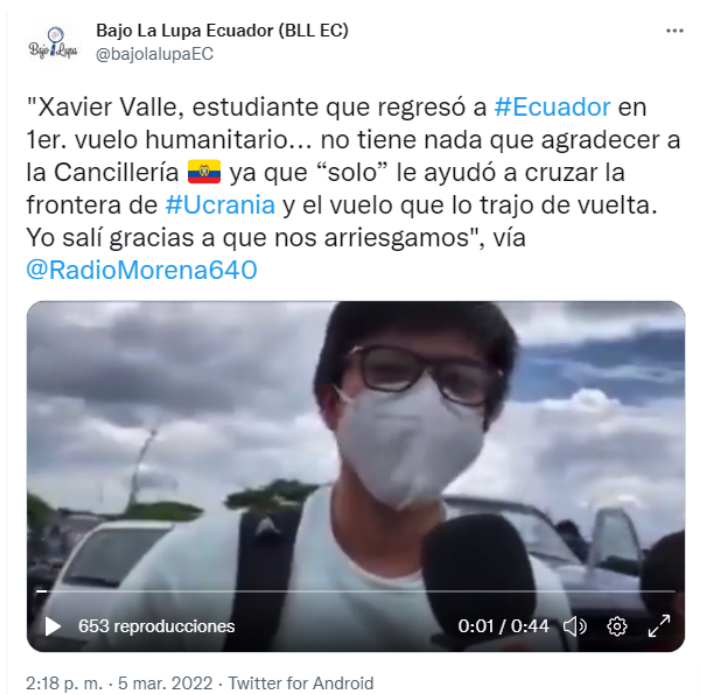 Bajo La Lupa Ecuador (BLL EC)
Bajo Lupa
@bajolalupaEC
"Xavier Valle, estudiante que regresó a #Ecuador en
1er. vuelo humanitario... no tiene nada que agradecer a
la Cancillería 🇪🇨 ya que “solo” le ayudó a cruzar la
frontera de #Ucrania y el vuelo que lo trajo de vuelta.
Yo salí gracias a que nos arriesgamos", vía
@RadioMorena640
653 reproducciones
0:01 / 0:44
2:18 p. m. · 5 mar. 2022 · Twitter for Android